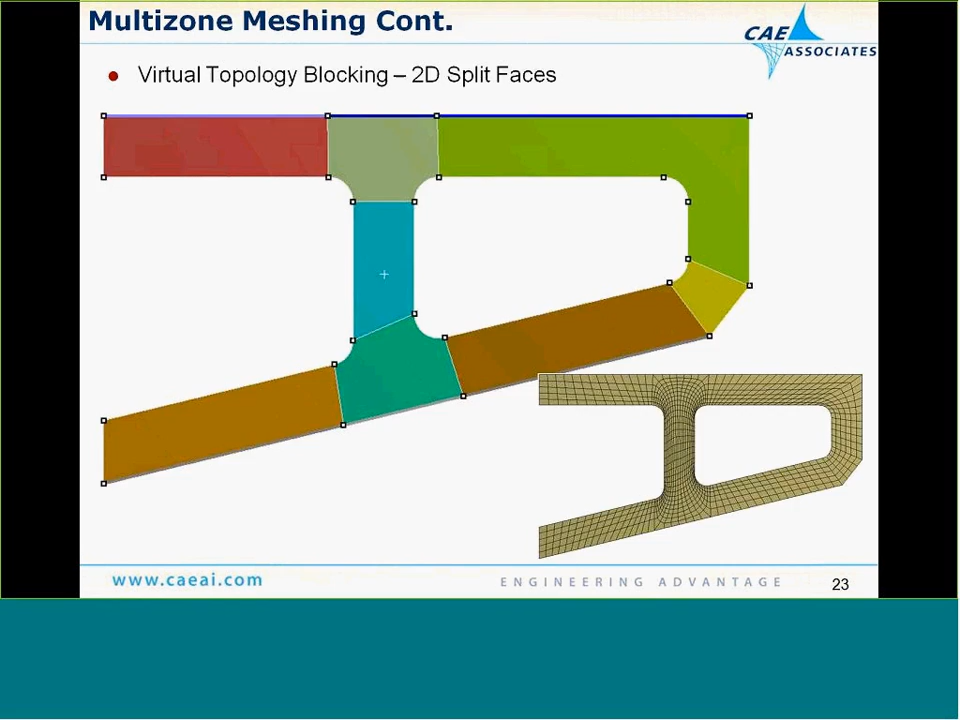 Multizone Meshing Cont.
CAE
ASSOCIATES
Virtual Topology Blocking – 2D Split Faces
www.caeai.com
ENGINEERING ADVANTAGE
23